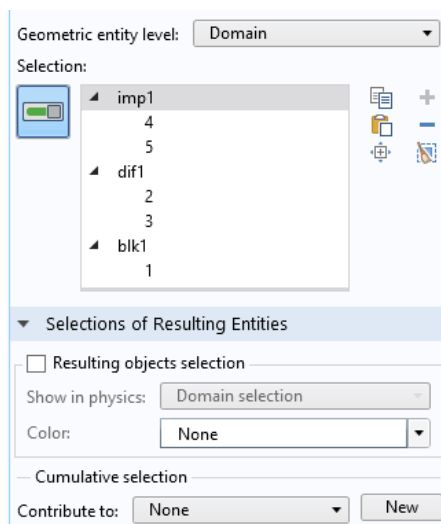 Geometric entity level: Domain
Selection:
imp1
4
5
dif1
2
3
blk1
1
Selections of Resulting Entities
Resulting objects selection
Show in physics: Domain selection
Color: None
Cumulative selection
Contribute to: None New